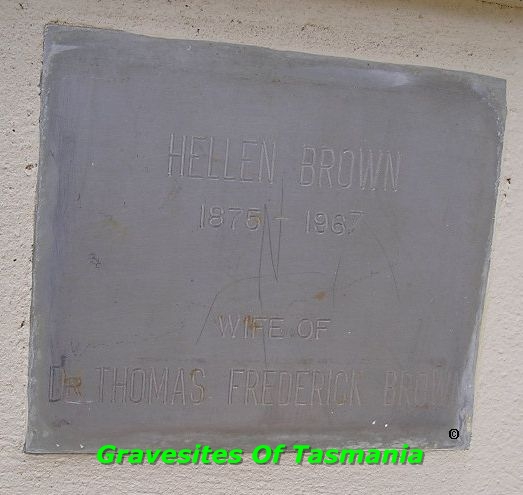 HELLEN BROWN
1875 - 1967
WIFE OF
DR. THOMAS FREDERICK BROWN
©
Gravesites Of Tasmania